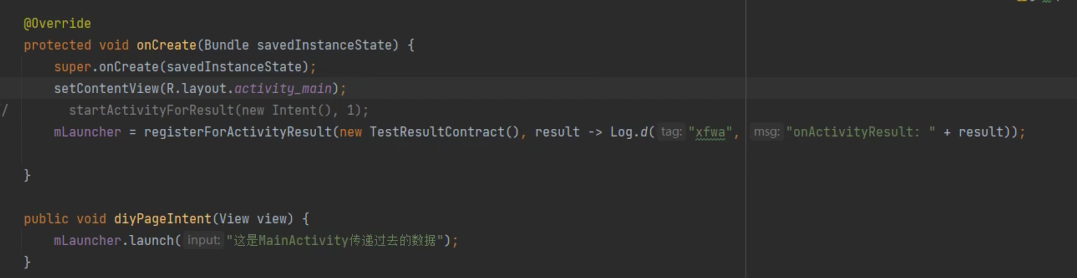 @Override
protected void onCreate(Bundle savedInstanceState) {
super.onCreate(savedInstanceState);
setContentView(R.layout.activity_main);
/ startActivityForResult(new Intent(), 1);
mLauncher = registerForActivityResult(new TestResultContract(), result -> Log.d( tag: "xfwa", msg: "onActivityResult: " + result));
}
public void diyPageIntent(View view) {
mLauncher.launch( input: "这是MainActivity传递过去的数据");
}